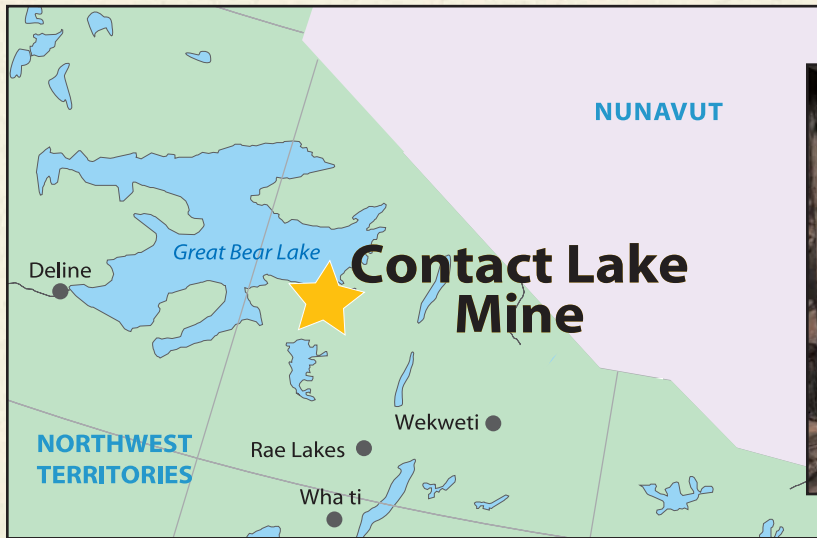 NUNAVUT
Great Bear Lake
Contact Lake
Mine
Deline
Wekweti
NORTHWEST
TERRITORIES
Rae Lakes
Wha ti